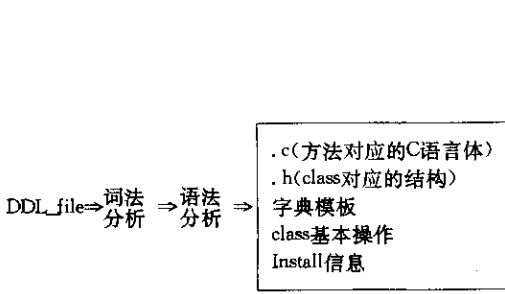 .c(方法对应的C语言体)
.h(class对应的结构)
DDL_file⇒词法分析⇒语法分析⇒
字典模板
class基本操作
Install信息